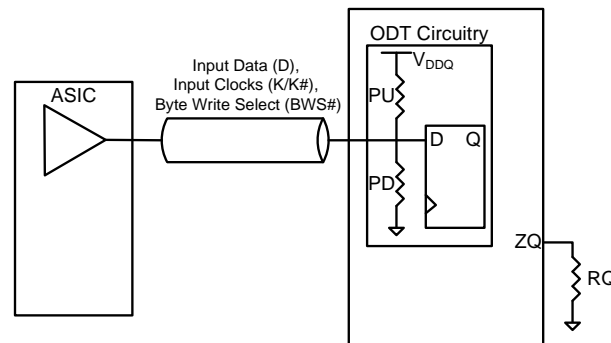 ODT Circuitry
Input Data (D),
Input Clocks (K/K#),
Byte Write Select (BWS#)
ASIC
VDDQ
PU
D Q
PD
ZQ
RQ